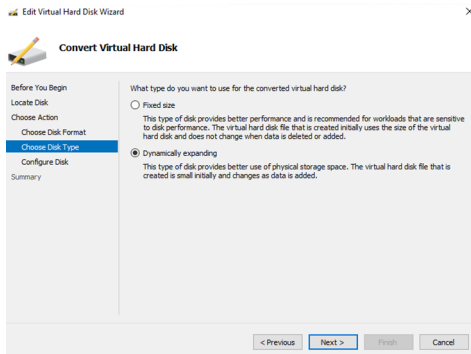 Edit Virtual Hard Disk Wizard
Convert Virtual Hard Disk
Before You Begin
Locate Disk
Choose Action
Choose Disk Format
Choose Disk Type
Configure Disk
Summary
What type do you want to use for the converted virtual hard disk?
Fixed size
This type of disk provides better performance and is recommended for workloads that are sensitive
to disk performance. The virtual hard disk file that is created initially uses the size of the virtual
hard disk and does not change when data is deleted or added.
Dynamically expanding
This type of disk provides better use of physical storage space. The virtual hard disk file that is
created is small initially and changes as data is added.
< Previous
Next >
Finish
Cancel